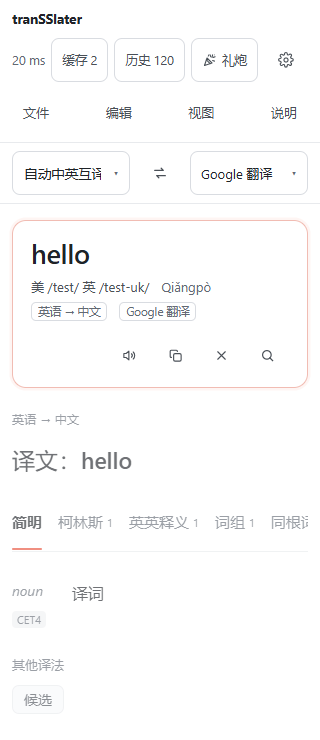 tranSSlater
20 ms 缓存 2 历史 120 礼炮
文件 编辑 视图 说明
自动中英互译 Google 翻译
hello
美 /test/ 英 /test-uk/ Qiǎngpò
英语 → 中文 Google 翻译
英语 → 中文
译文：hello
简明 柯林斯 1 英英释义 1 词组 1 同根词
noun 译词
CET4
其他译法
候选